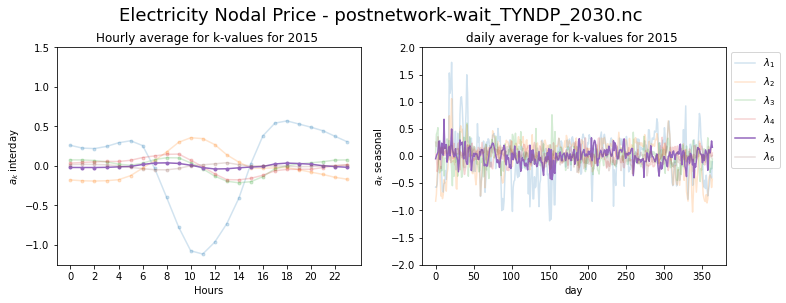 Electricity Nodal Price - postnetwork-wait_TYNDP_2030.nc
Hourly average for k-values for 2015
1.5
1.0
0.5
0.0
−0.5
−1.0
a_k interday
0 2 4 6 8 10 12 14 16 18 20 22
Hours
daily average for k-values for 2015
2.0
1.5
1.0
0.5
0.0
−0.5
−1.0
−1.5
−2.0
a_k seasonal
0 50 100 150 200 250 300 350
day
λ₁
λ₂
λ₃
λ₄
λ₅
λ₆